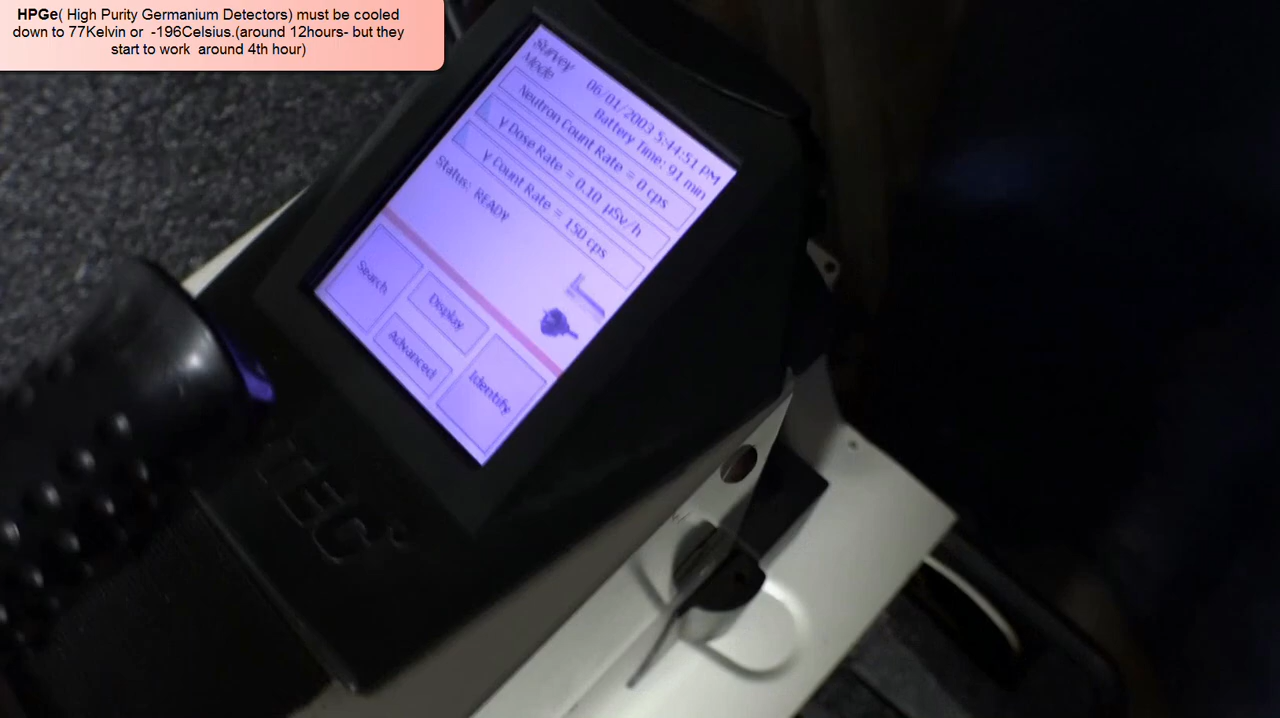 HPGe( High Purity Germanium Detectors) must be cooled
down to 77Kelvin or -196Celsius.(around 12hours- but they
start to work around 4th hour)
Survey
Mode
06/01/2003 5:44:51 PM
Battery Time: 91 min
Neutron Count Rate = 0 cps
γ Dose Rate = 0.10 µSv/h
γ Count Rate = 150 cps
Status: READY
Search
Display
Advanced
Identify
TEC